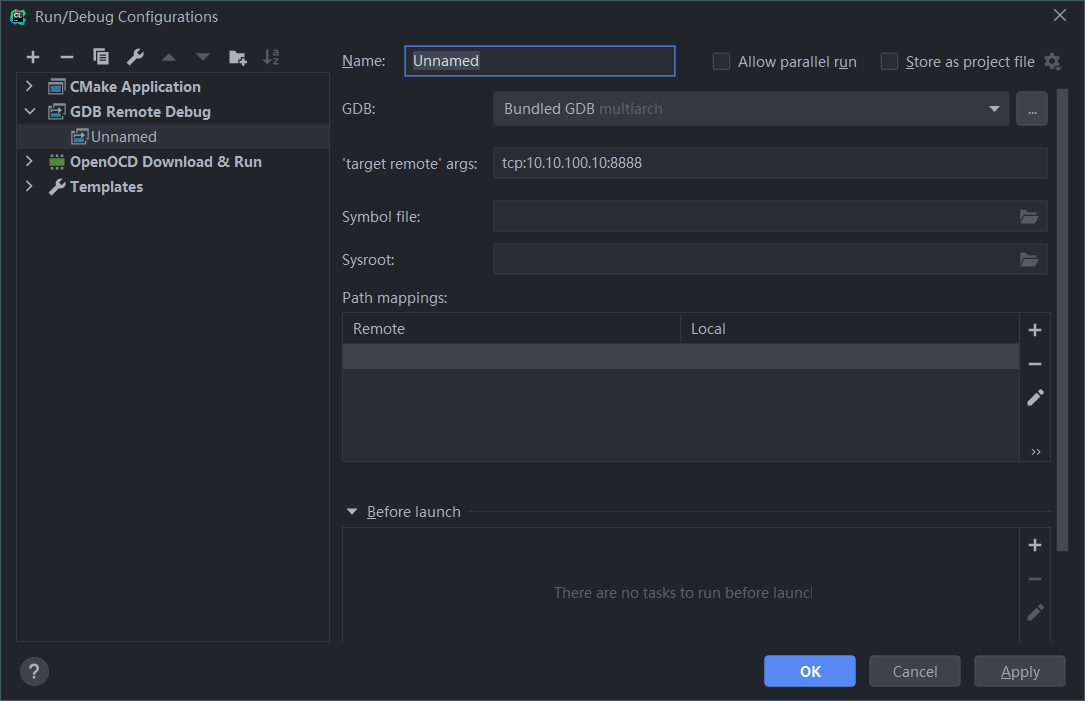 Run/Debug Configurations
Name: Unnamed Allow parallel run Store as project file
CMake Application
GDB Remote Debug
Unnamed
OpenOCD Download & Run
Templates
GDB: Bundled GDB multiarch ...
'target remote' args: tcp:10.10.100.10:8888
Symbol file:
Sysroot:
Path mappings:
Remote Local
Before launch
There are no tasks to run before launch
? OK Cancel Apply